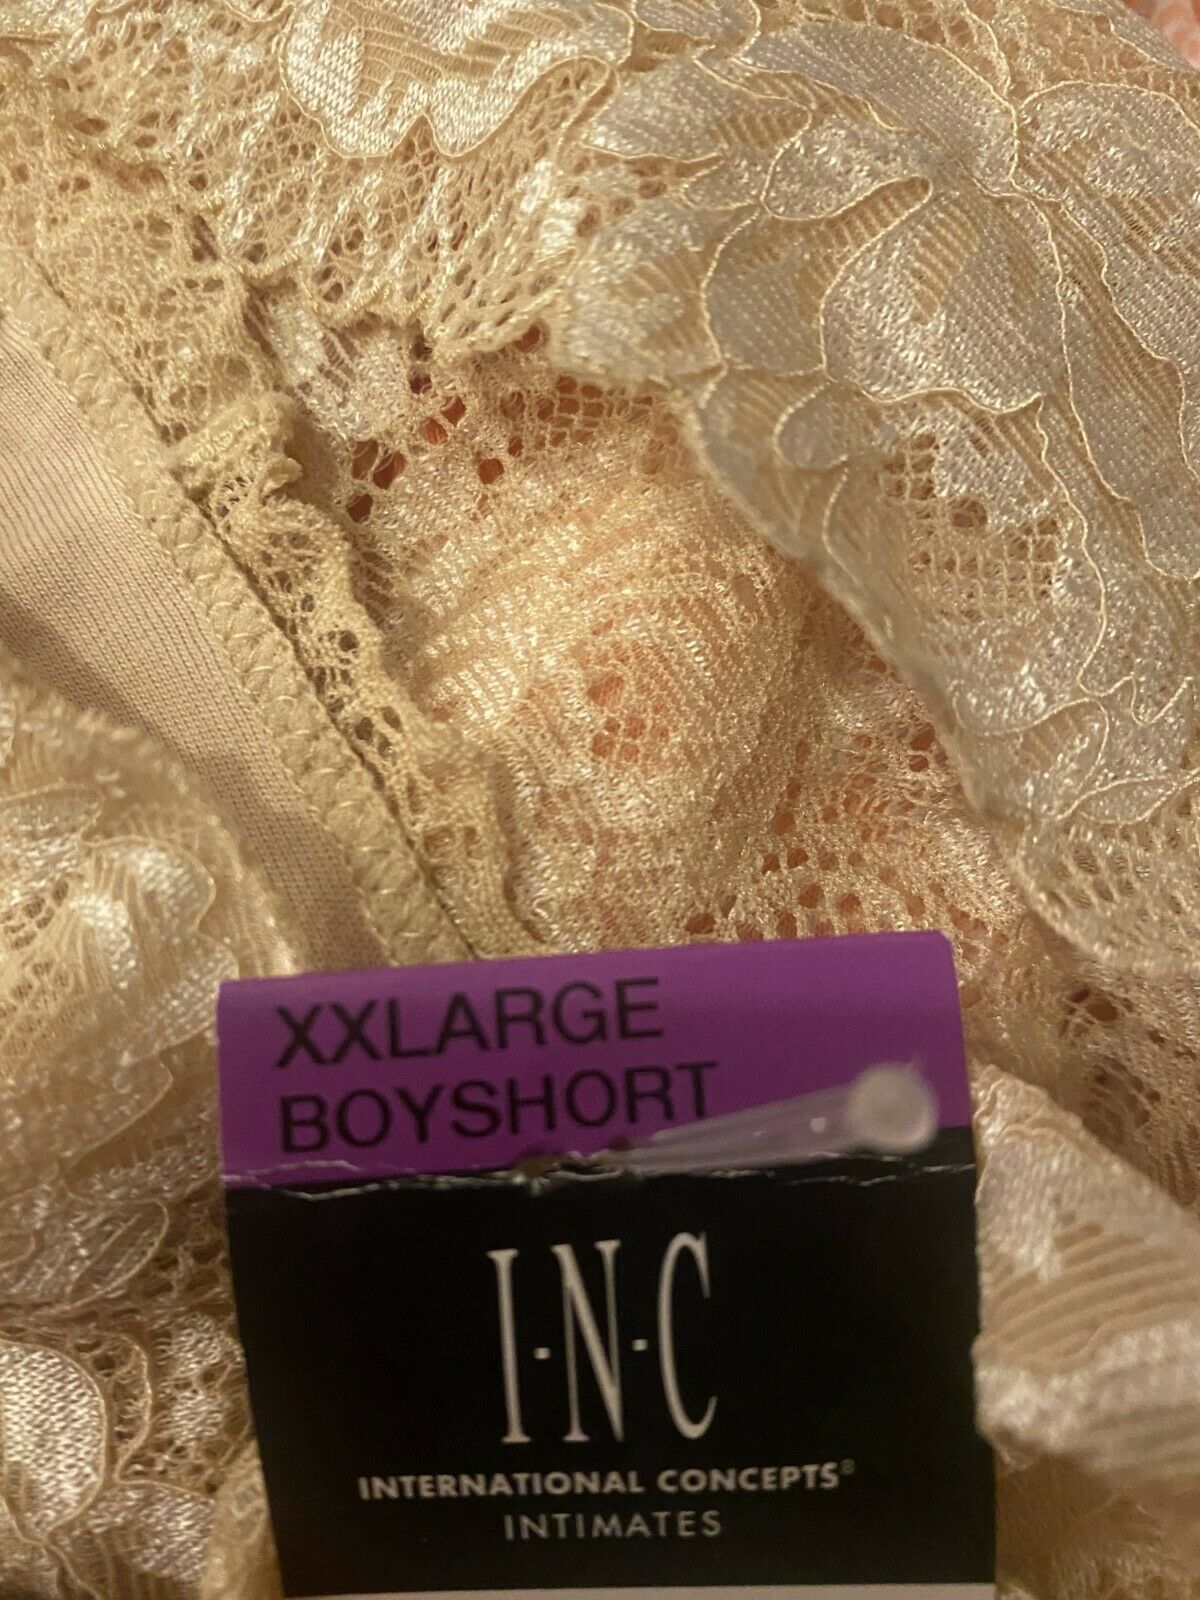 XXLARGE
BOYSHORT
I·N·C
INTERNATIONAL CONCEPTS®
INTIMATES